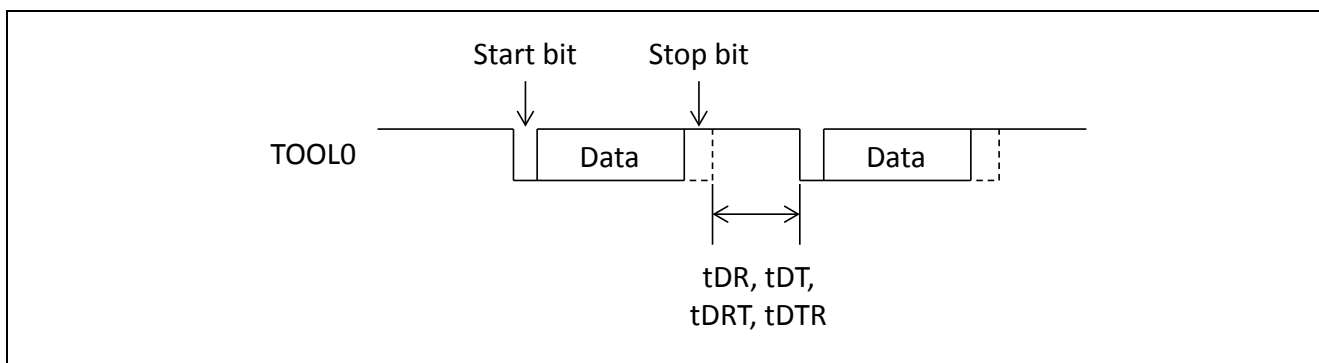 Start bit
Stop bit
TOOL0
Data
Data
tDR, tDT,
tDRT, tDTR